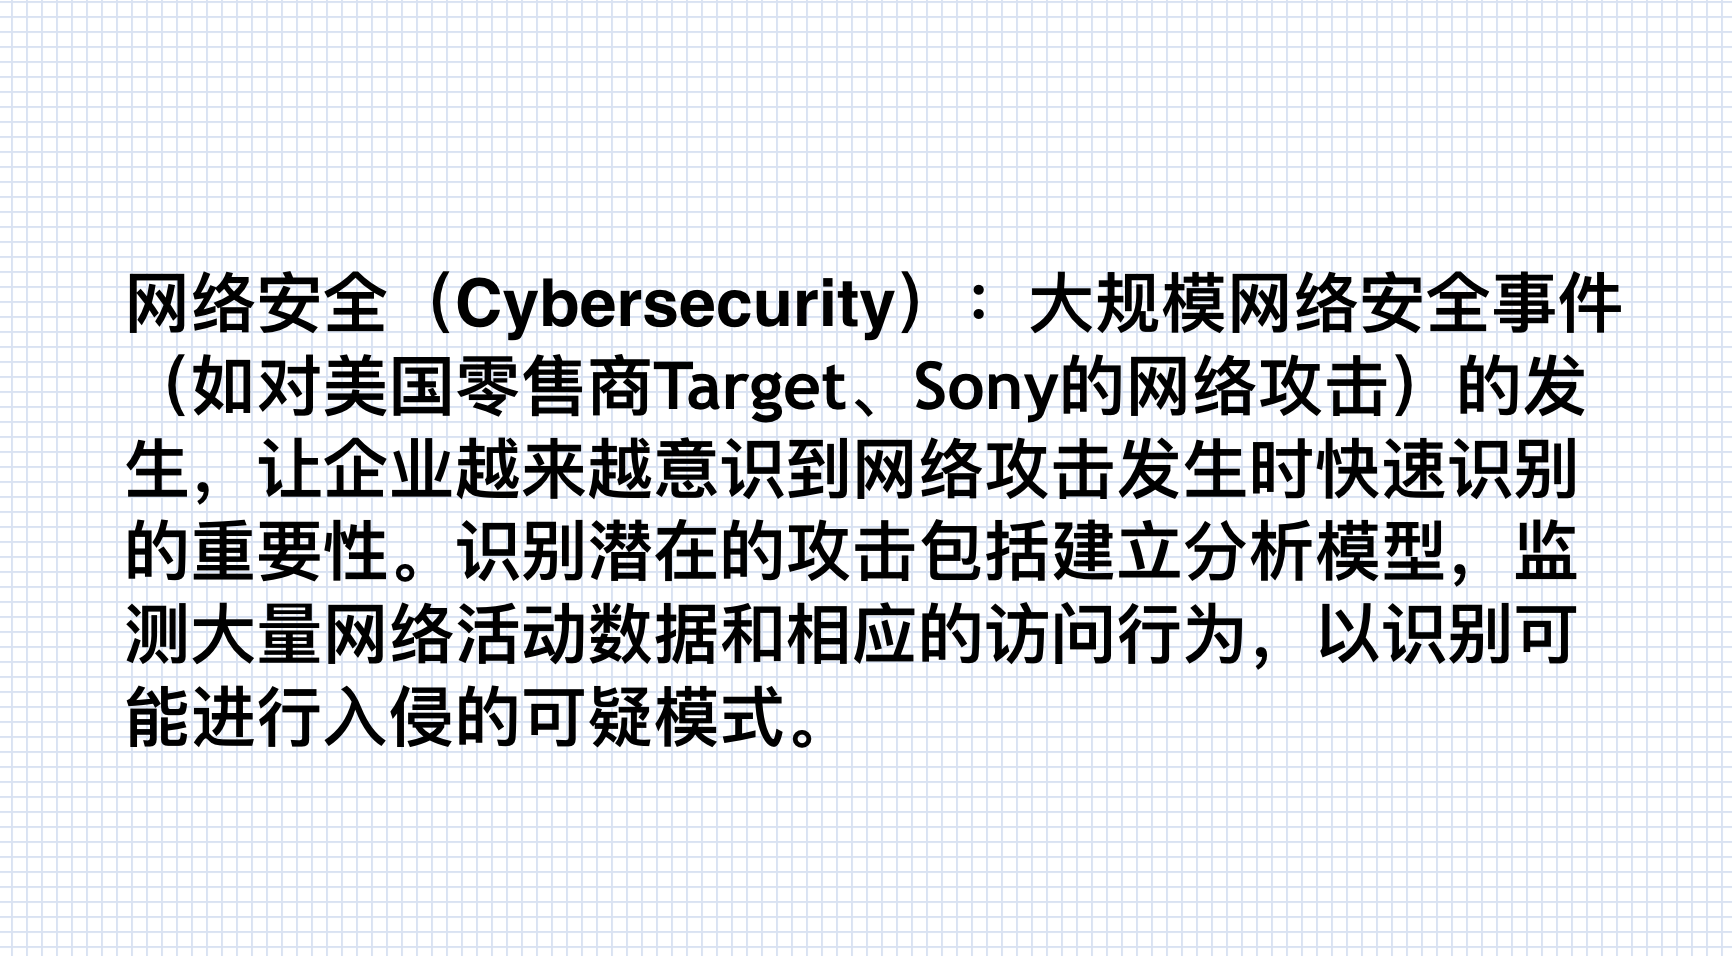 网络安全（Cybersecurity）：大规模网络安全事件
（如对美国零售商Target、Sony的网络攻击）的发
生，让企业越来越意识到网络攻击发生时快速识别
的重要性。识别潜在的攻击包括建立分析模型，监
测大量网络活动数据和相应的访问行为，以识别可
能进行入侵的可疑模式。